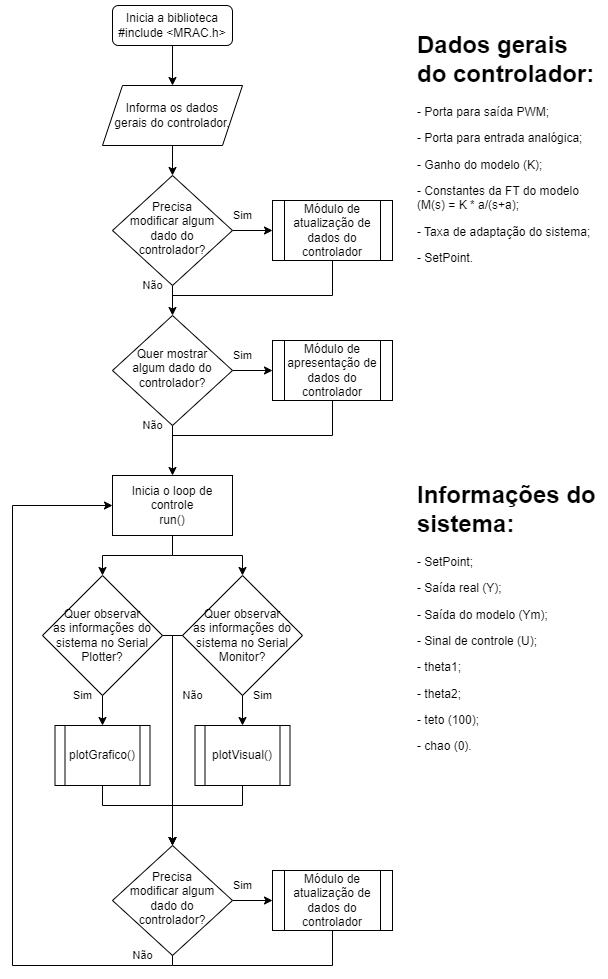 Inicia a biblioteca
#include <MRAC.h>
Informa os dados
gerais do controlador
Precisa
modificar algum
dado do
controlador?
Sim
Módulo de
atualização de
dados do
controlador
Não
Quer mostrar
algum dado do
controlador?
Sim
Módulo de
apresentação de
dados do
controlador
Não
Inicia o loop de
controle
run()
Quer observar
as informações do
sistema no Serial
Plotter?
Quer observar
as informações do
sistema no Serial
Monitor?
Sim
Não
Sim
plotGrafico()
plotVisual()
Precisa
modificar algum
dado do
controlador?
Sim
Módulo de
atualização de
dados do
controlador
Não
Dados gerais
do controlador:
- Porta para saída PWM;
- Porta para entrada analógica;
- Ganho do modelo (K);
- Constantes da FT do modelo
(M(s) = K * a/(s+a);
- Taxa de adaptação do sistema;
- SetPoint.
Informações do
sistema:
- SetPoint;
- Saída real (Y);
- Saída do modelo (Ym);
- Sinal de controle (U);
- theta1;
- theta2;
- teto (100);
- chao (0).